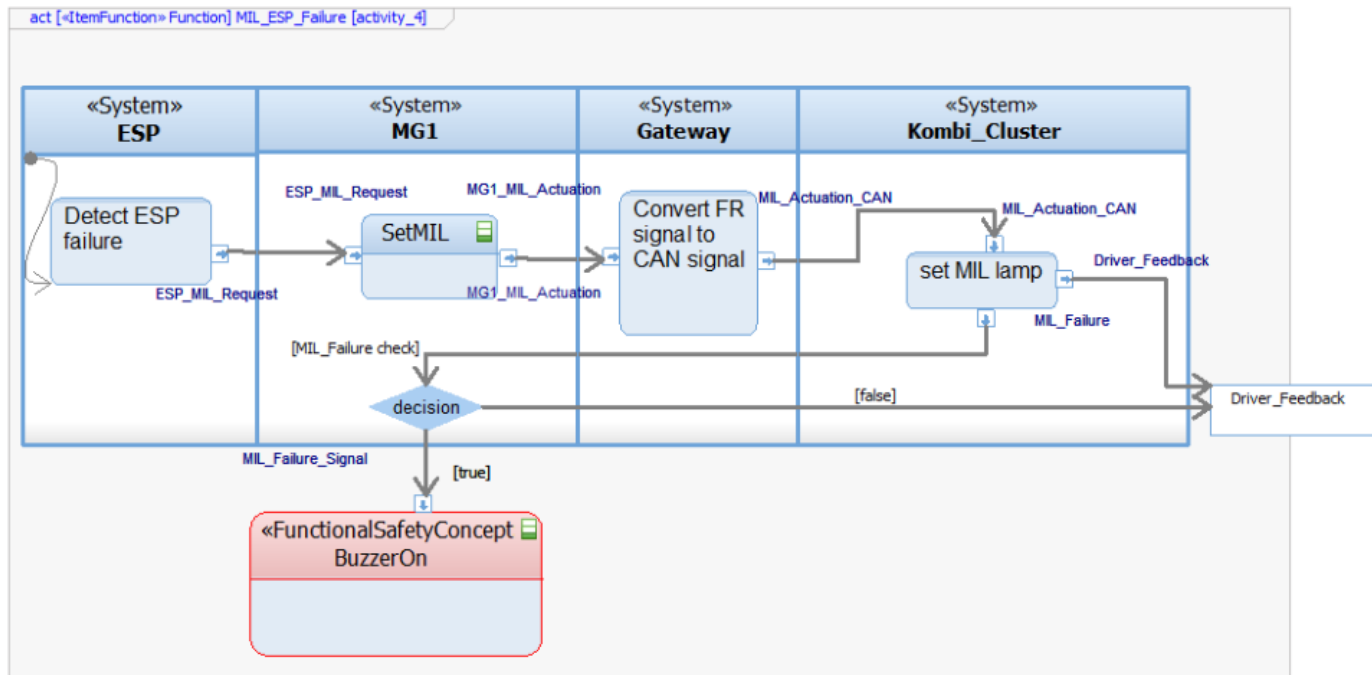 act [«ItemFunction» Function] MIL_ESP_Failure [activity_4]
«System»
ESP
«System»
MG1
«System»
Gateway
«System»
Kombi_Cluster
Detect ESP
failure
ESP_MIL_Request
ESP_MIL_Request
SetMIL
MG1_MIL_Actuation
MG1_MIL_Actuation
Convert FR
signal to
CAN signal
MIL_Actuation_CAN
MIL_Actuation_CAN
set MIL lamp
Driver_Feedback
MIL_Failure
[MIL_Failure check]
decision
[false]
Driver_Feedback
MIL_Failure_Signal
[true]
«FunctionalSafetyConcept
BuzzerOn